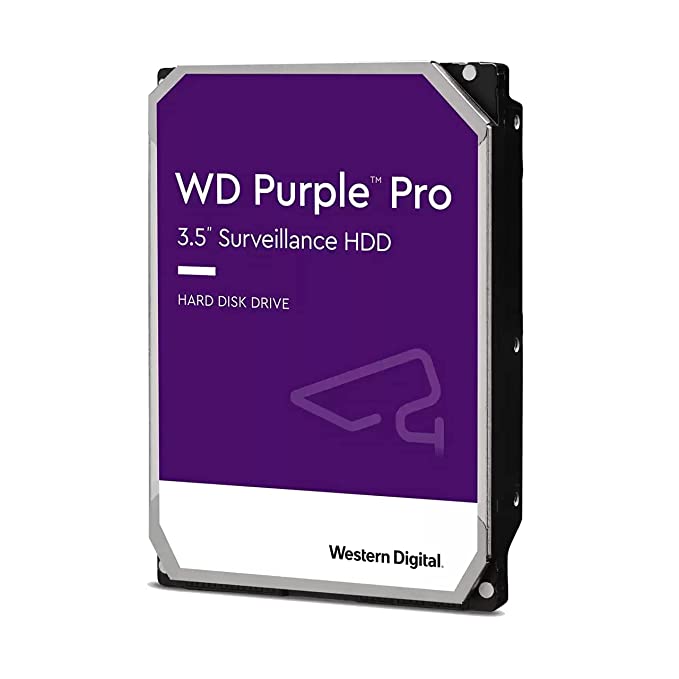 WD Purple™ Pro
3.5" Surveillance HDD
HARD DISK DRIVE
Western Digital.